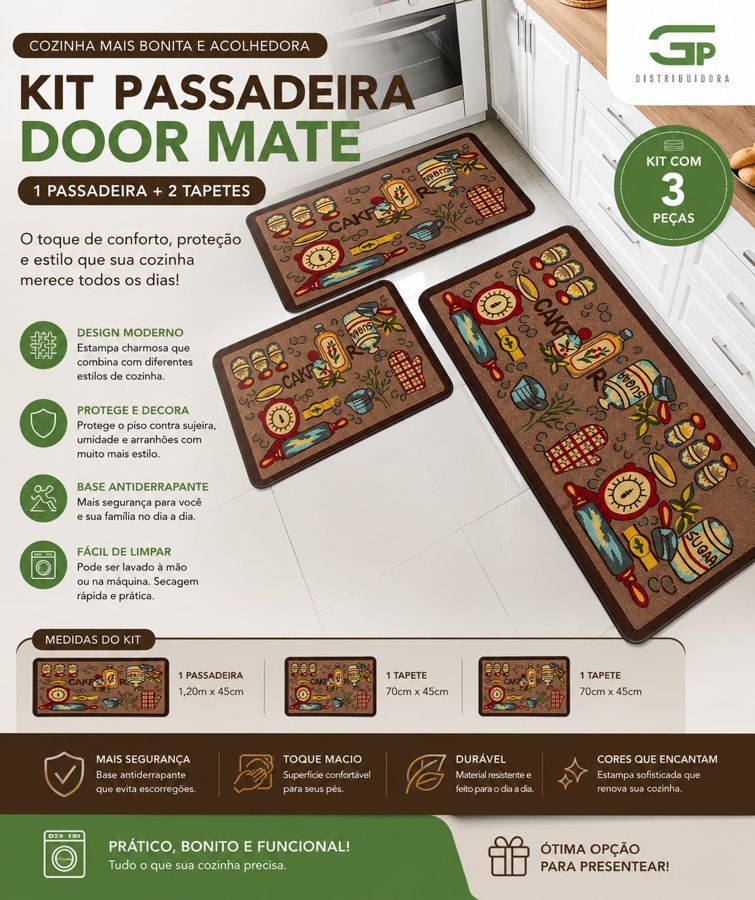 COZINHA MAIS BONITA E ACOLHEDORA
KIT PASSADEIRA
DOOR MATE
1 PASSADEIRA + 2 TAPETES
O toque de conforto, proteção
e estilo que sua cozinha
merece todos os dias!
GP
DISTRIBUIDORA
KIT COM
3
PEÇAS
DESIGN MODERNO
Estampa charmosa que
combina com diferentes
estilos de cozinha.
PROTEGE E DECORA
Protege o piso contra sujeira,
umidade e arranhões com
muito mais estilo.
BASE ANTIDERRAPANTE
Mais segurança para você
e sua família no dia a dia.
FÁCIL DE LIMPAR
Pode ser lavado à mão
ou na máquina. Secagem
rápida e prática.
CAKE
R
SUGAR
CAKE
R
SUGAR
CAKE
R
SUGAR
SUGAR
MEDIDAS DO KIT
1 PASSADEIRA
1,20m x 45cm
1 TAPETE
70cm x 45cm
1 TAPETE
70cm x 45cm
MAIS SEGURANÇA
Base antiderrapante
que evita escorregões.
TOQUE MACIO
Superfície confortável
para seus pés.
DURÁVEL
Material resistente e
feito para o dia a dia.
CORES QUE ENCANTAM
Estampa sofisticada que
renova sua cozinha.
PRÁTICO, BONITO E FUNCIONAL!
Tudo o que sua cozinha precisa.
ÓTIMA OPÇÃO
PARA PRESENTEAR!